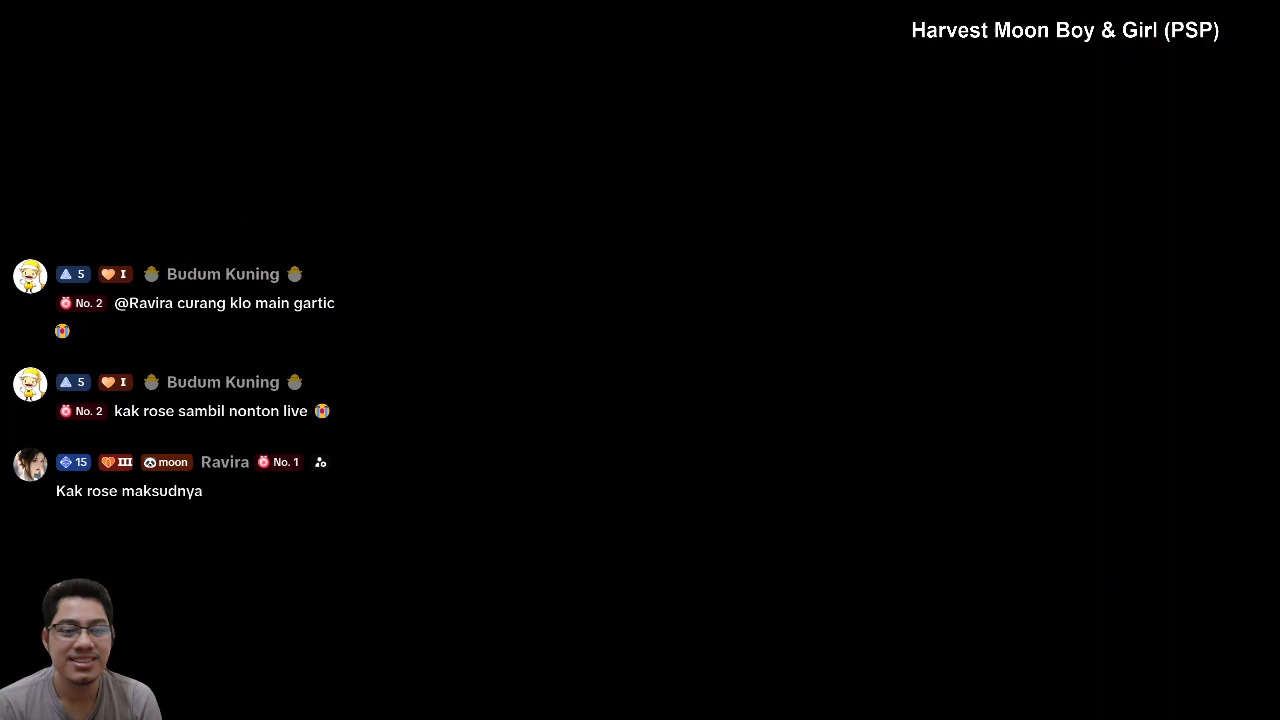 Harvest Moon Boy & Girl (PSP)
5 I Budum Kuning
No. 2 @Ravira curang klo main gartic
😭
5 I Budum Kuning
No. 2 kak rose sambil nonton live 😭
15 III moon Ravira No. 1
Kak rose maksudnya